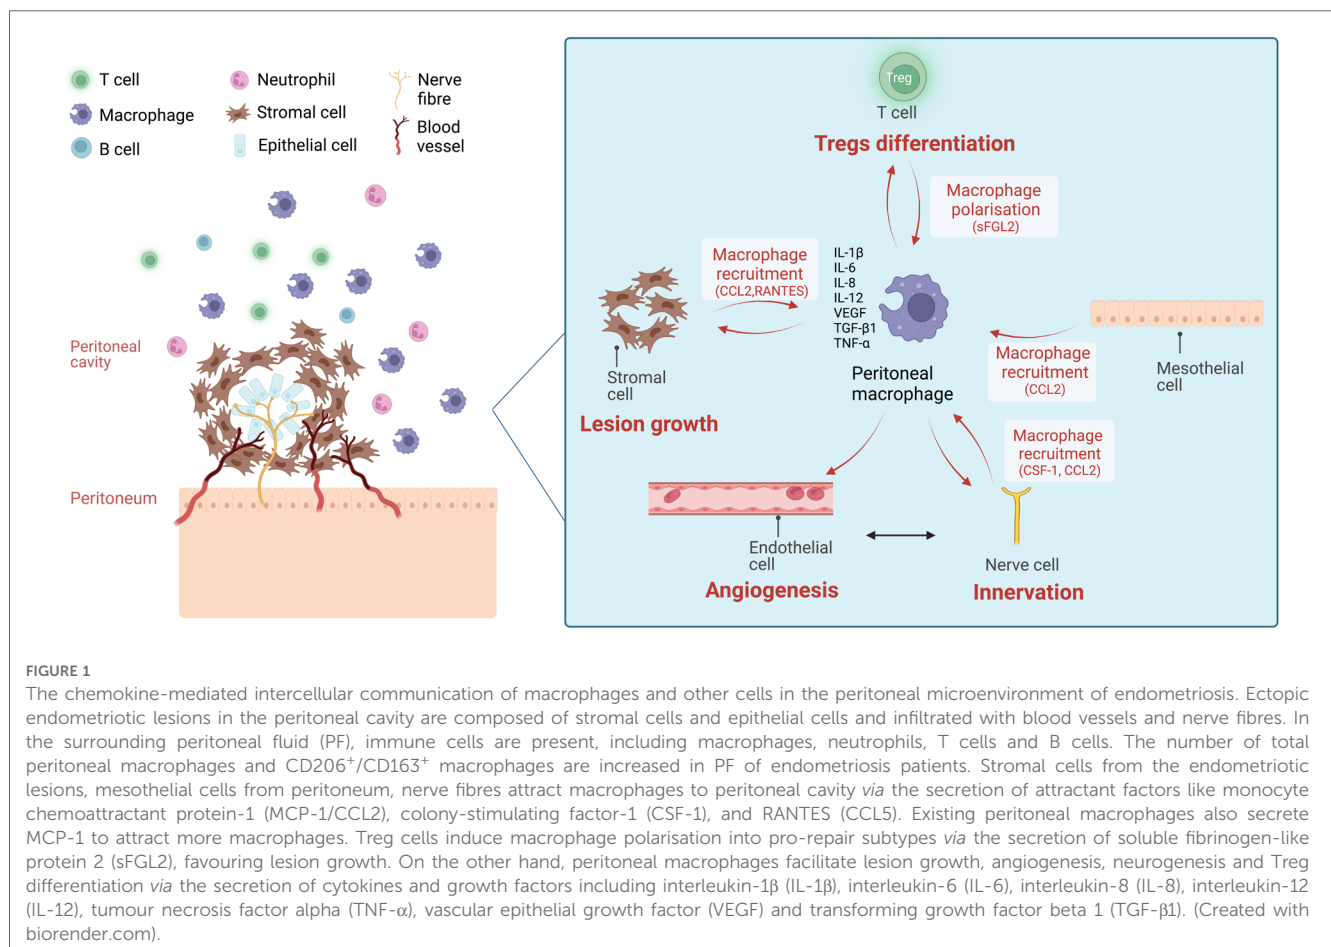 T cell
Macrophage
B cell
Neutrophil
Stromal cell
Epithelial cell
Nerve
fibre
Blood
vessel
Peritoneal
cavity
Peritoneum
Treg
T cell
Tregs differentiation
Macrophage
polarisation
(sFGL2)
Macrophage
recruitment
(CCL2,RANTES)
IL-1β
IL-6
IL-8
IL-12
VEGF
TGF-β1
TNF-α
Stromal
cell
Lesion growth
Peritoneal
macrophage
Macrophage
recruitment
(CCL2)
Mesothelial
cell
Macrophage
recruitment
(CSF-1, CCL2)
Endothelial
cell
Angiogenesis
Nerve cell
Innervation
FIGURE 1
The chemokine-mediated intercellular communication of macrophages and other cells in the peritoneal microenvironment of endometriosis. Ectopic
endometriotic lesions in the peritoneal cavity are composed of stromal cells and epithelial cells and infiltrated with blood vessels and nerve fibres. In
the surrounding peritoneal fluid (PF), immune cells are present, including macrophages, neutrophils, T cells and B cells. The number of total
peritoneal macrophages and CD206⁺/CD163⁺ macrophages are increased in PF of endometriosis patients. Stromal cells from the endometriotic
lesions, mesothelial cells from peritoneum, nerve fibres attract macrophages to peritoneal cavity via the secretion of attractant factors like monocyte
chemoattractant protein-1 (MCP-1/CCL2), colony-stimulating factor-1 (CSF-1), and RANTES (CCL5). Existing peritoneal macrophages also secrete
MCP-1 to attract more macrophages. Treg cells induce macrophage polarisation into pro-repair subtypes via the secretion of soluble fibrinogen-like
protein 2 (sFGL2), favouring lesion growth. On the other hand, peritoneal macrophages facilitate lesion growth, angiogenesis, neurogenesis and Treg
differentiation via the secretion of cytokines and growth factors including interleukin-1β (IL-1β), interleukin-6 (IL-6), interleukin-8 (IL-8), interleukin-12
(IL-12), tumour necrosis factor alpha (TNF-α), vascular epithelial growth factor (VEGF) and transforming growth factor beta 1 (TGF-β1). (Created with
biorender.com).